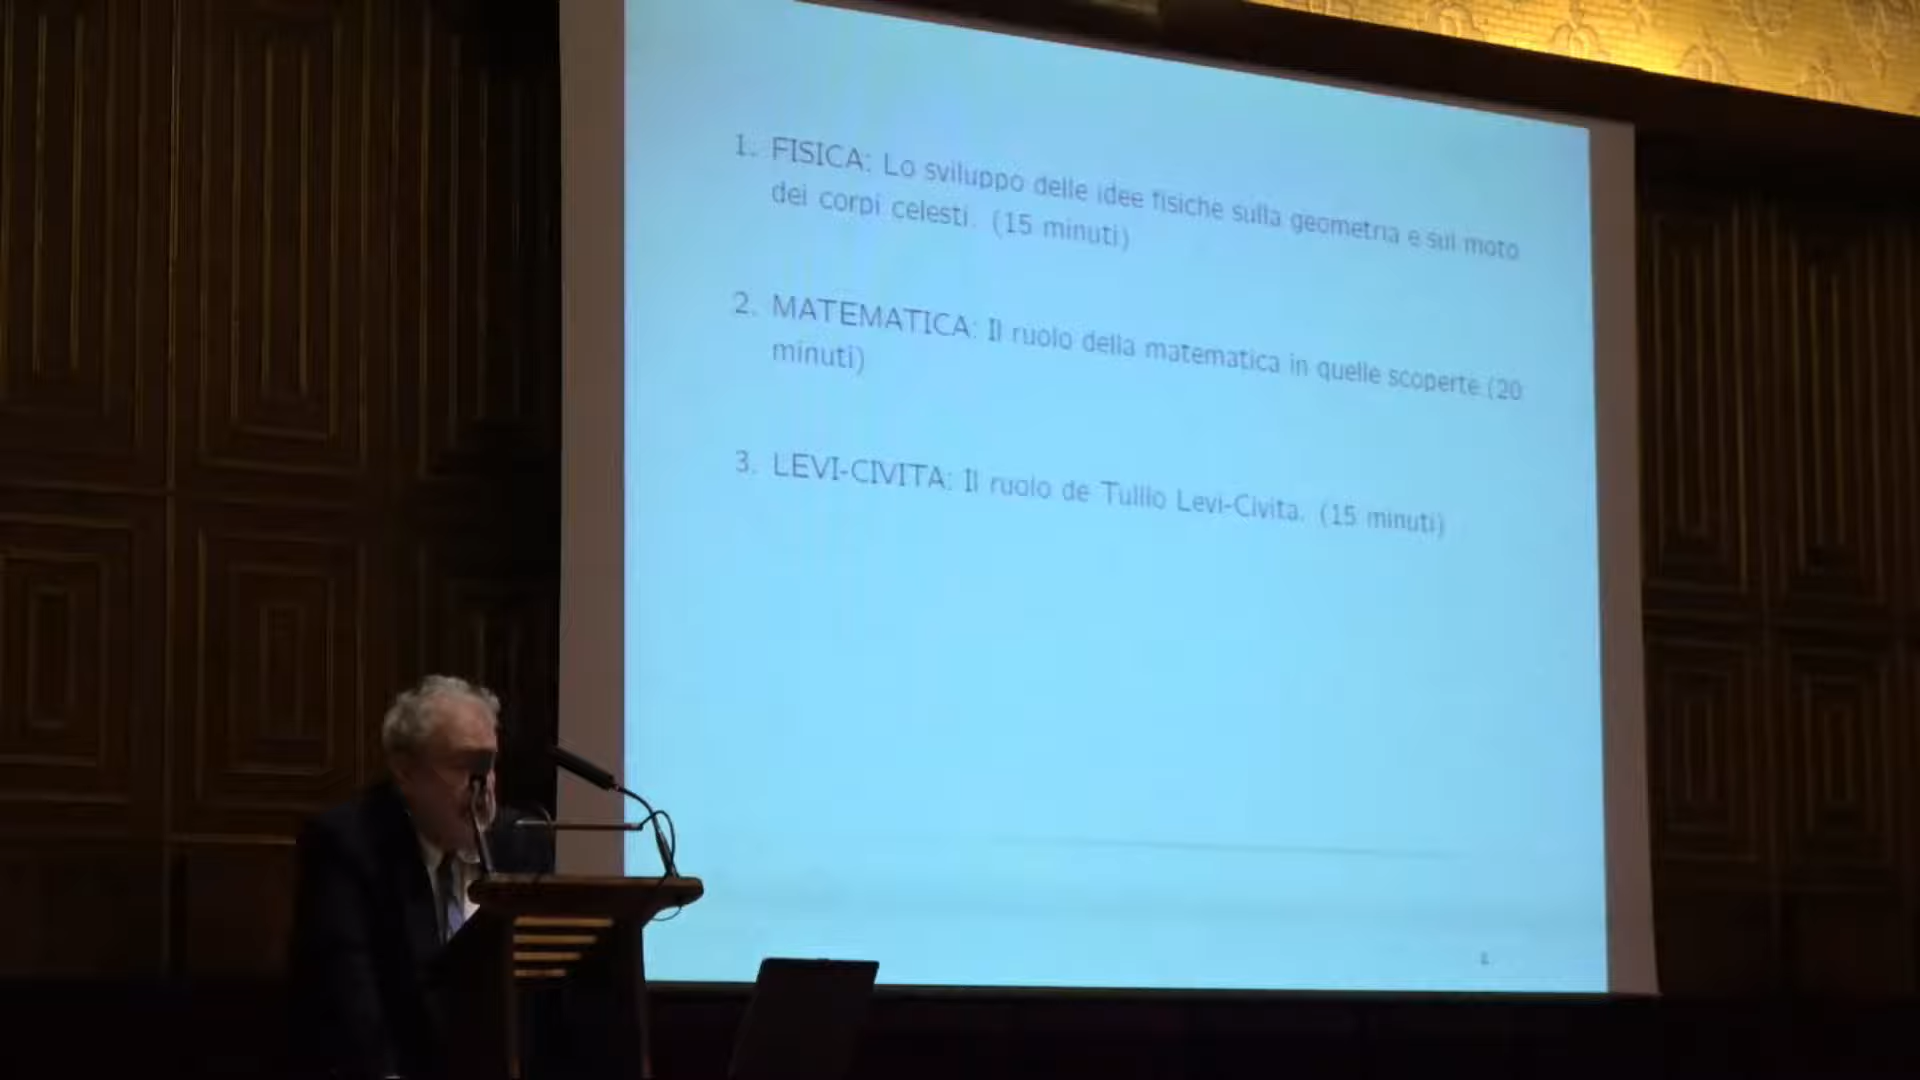 1. FISICA: Lo sviluppo delle idee fisiche sulla geometria e sul moto
dei corpi celesti. (15 minuti)
2. MATEMATICA: Il ruolo della matematica in quelle scoperte (20
minuti)
3. LEVI-CIVITA: Il ruolo de Tullio Levi-Civita. (15 minuti)